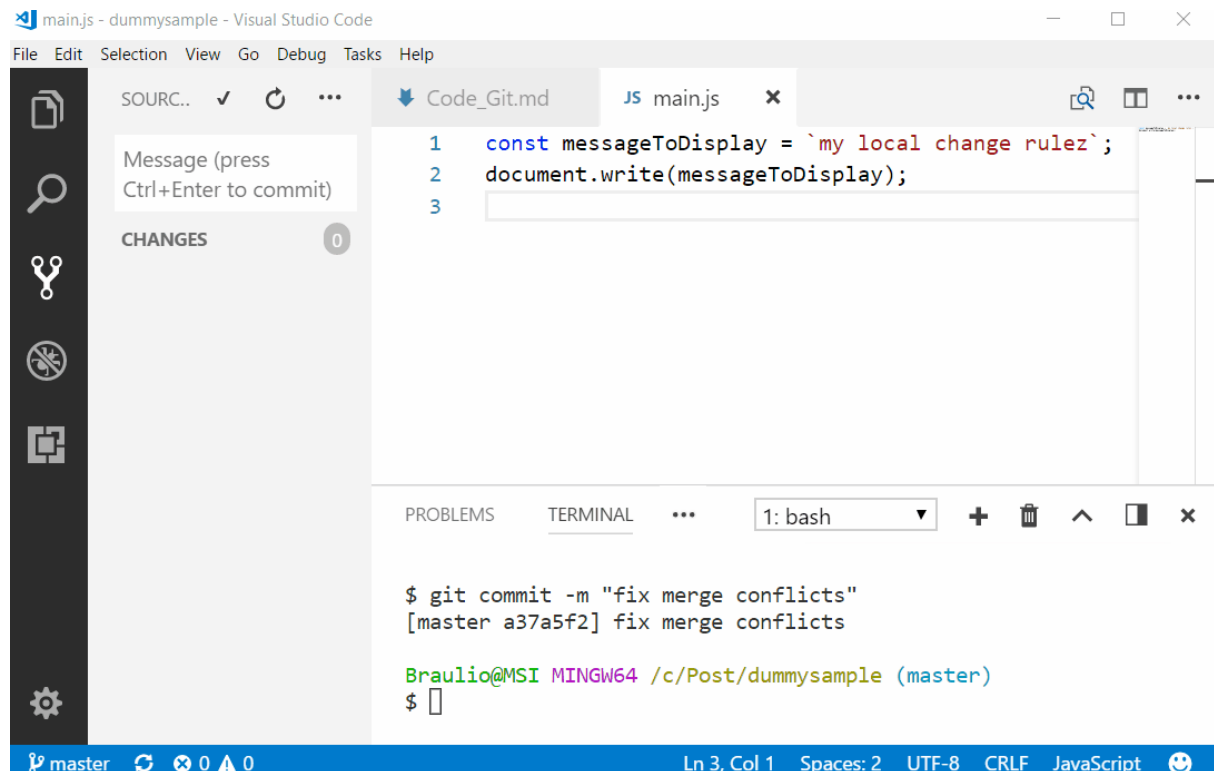 main.js - dummysample - Visual Studio Code
File Edit Selection View Go Debug Tasks Help
SOURC..
Message (press
Ctrl+Enter to commit)
CHANGES 0
Code_Git.md JS main.js
1 const messageToDisplay = `my local change rulez`;
2 document.write(messageToDisplay);
3
PROBLEMS TERMINAL 1: bash
$ git commit -m "fix merge conflicts"
[master a37a5f2] fix merge conflicts
Braulio@MSI MINGW64 /c/Post/dummysample (master)
$
master 0 0 Ln 3, Col 1 Spaces: 2 UTF-8 CRLF JavaScript